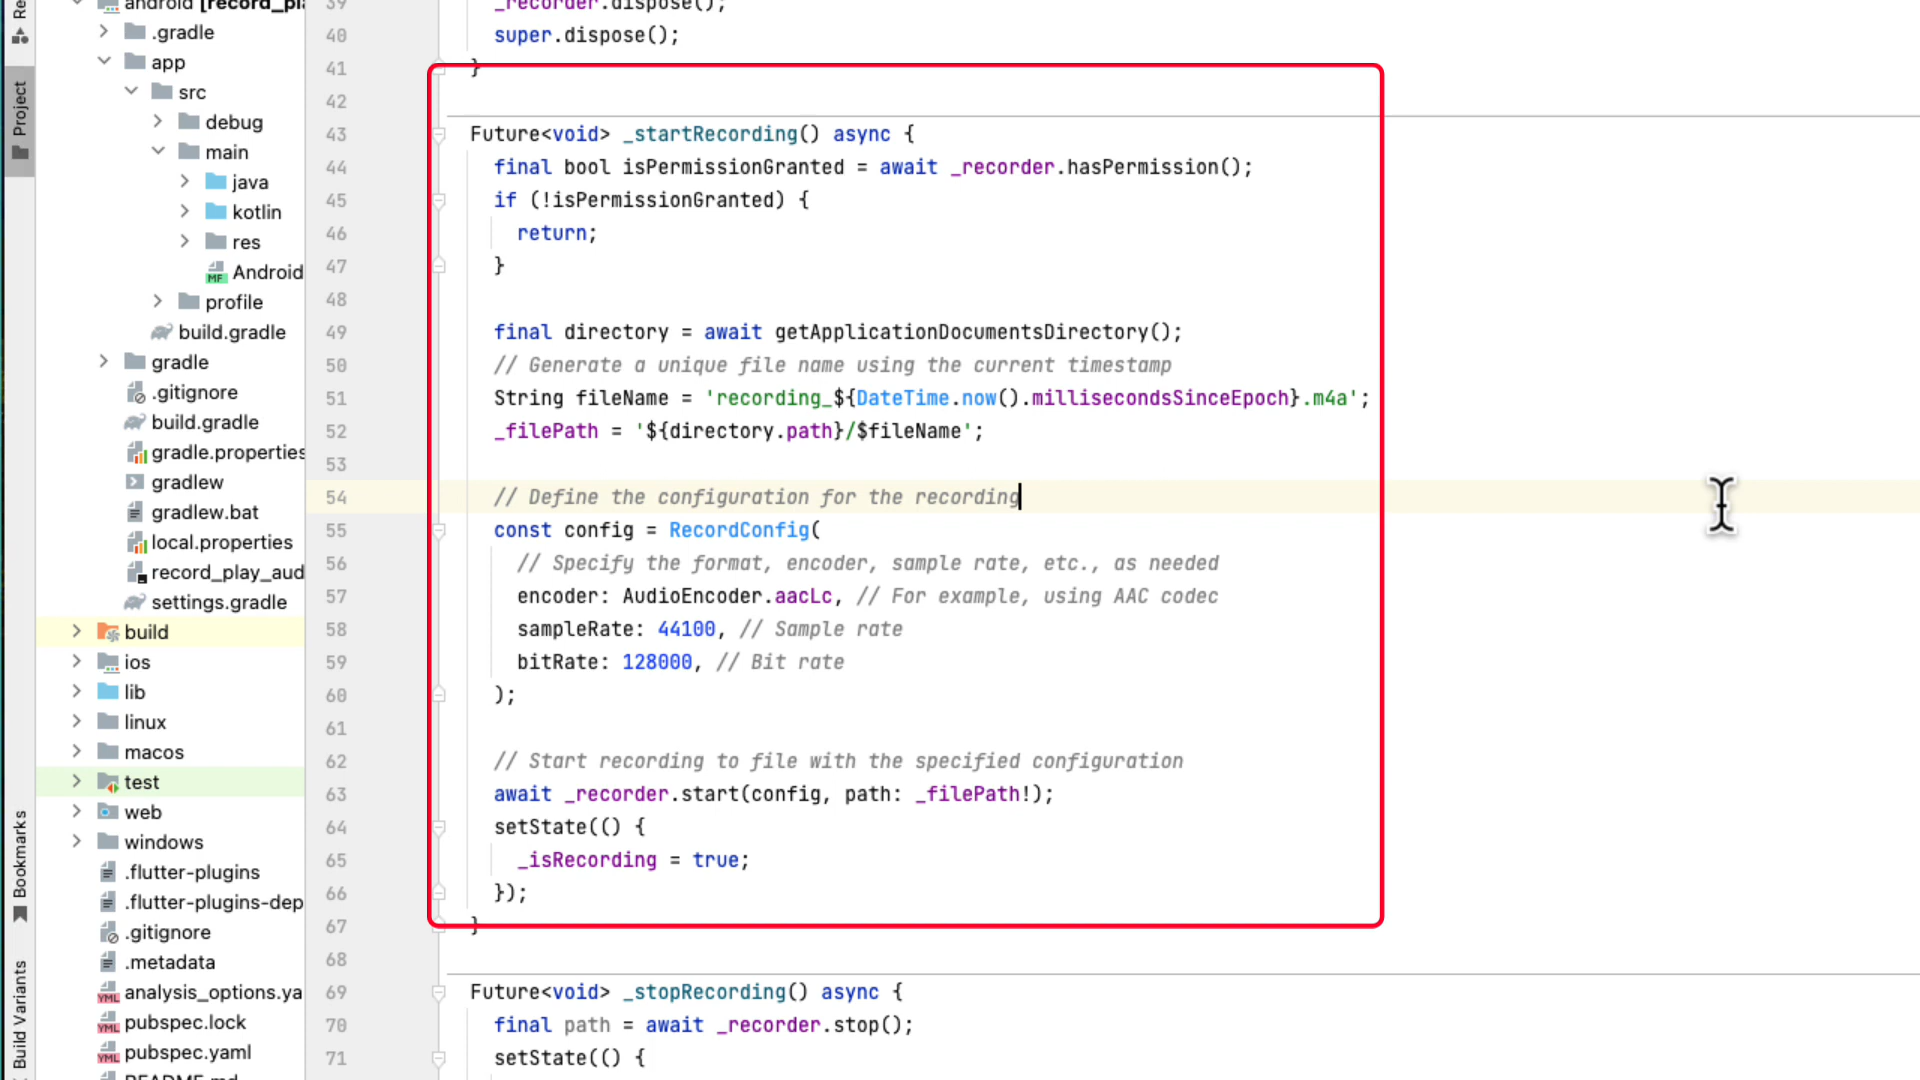 Re
Project
Bookmarks
Build Variants
android [record_pl
.gradle
app
src
debug
main
java
kotlin
res
Android
profile
build.gradle
gradle
.gitignore
build.gradle
gradle.properties
gradlew
gradlew.bat
local.properties
record_play_aud
settings.gradle
build
ios
lib
linux
macos
test
web
windows
.flutter-plugins
.flutter-plugins-dep
.gitignore
.metadata
analysis_options.ya
pubspec.lock
pubspec.yaml
README.md
39 _recorder.dispose();
40 super.dispose();
41 }
42
43 Future<void> _startRecording() async {
44 final bool isPermissionGranted = await _recorder.hasPermission();
45 if (!isPermissionGranted) {
46 return;
47 }
48
49 final directory = await getApplicationDocumentsDirectory();
50 // Generate a unique file name using the current timestamp
51 String fileName = 'recording_${DateTime.now().millisecondsSinceEpoch}.m4a';
52 _filePath = '${directory.path}/$fileName';
53
54 // Define the configuration for the recording
55 const config = RecordConfig(
56 // Specify the format, encoder, sample rate, etc., as needed
57 encoder: AudioEncoder.aacLc, // For example, using AAC codec
58 sampleRate: 44100, // Sample rate
59 bitRate: 128000, // Bit rate
60 );
61
62 // Start recording to file with the specified configuration
63 await _recorder.start(config, path: _filePath!);
64 setState(() {
65 _isRecording = true;
66 });
67 }
68
69 Future<void> _stopRecording() async {
70 final path = await _recorder.stop();
71 setState(() {